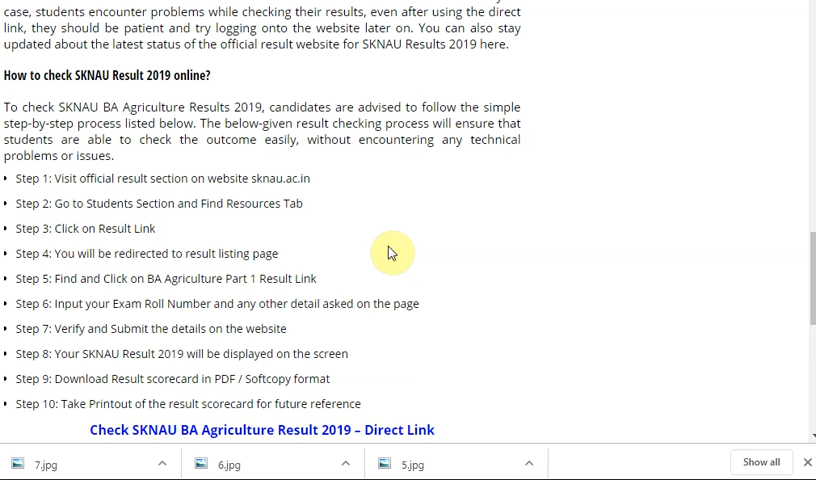 case, students encounter problems while checking their results, even after using the direct
link, they should be patient and try logging onto the website later on. You can also stay
updated about the latest status of the official result website for SKNAU Results 2019 here.
How to check SKNAU Result 2019 online?
To check SKNAU BA Agriculture Results 2019, candidates are advised to follow the simple
step-by-step process listed below. The below-given result checking process will ensure that
students are able to check the outcome easily, without encountering any technical
problems or issues.
• Step 1: Visit official result section on website sknau.ac.in
• Step 2: Go to Students Section and Find Resources Tab
• Step 3: Click on Result Link
• Step 4: You will be redirected to result listing page
• Step 5: Find and Click on BA Agriculture Part 1 Result Link
• Step 6: Input your Exam Roll Number and any other detail asked on the page
• Step 7: Verify and Submit the details on the website
• Step 8: Your SKNAU Result 2019 will be displayed on the screen
• Step 9: Download Result scorecard in PDF / Softcopy format
• Step 10: Take Printout of the result scorecard for future reference
Check SKNAU BA Agriculture Result 2019 – Direct Link
7.jpg 6.jpg 5.jpg Show all